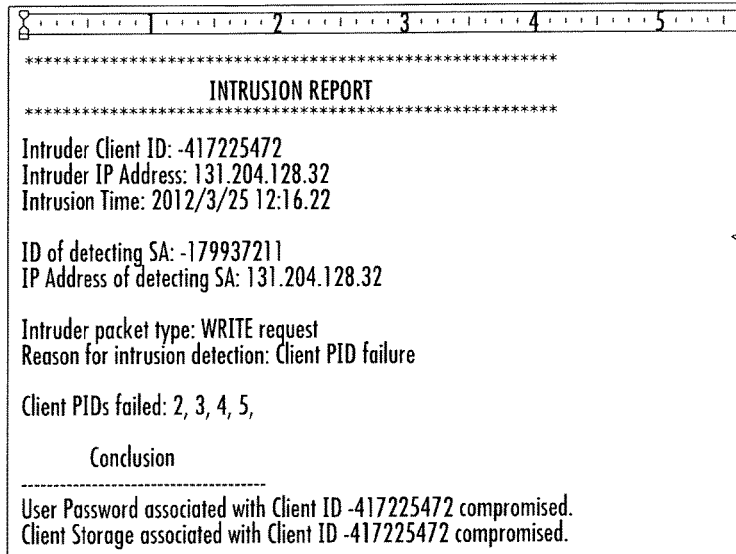 1 2 3 4 5
******************************************************
INTRUSION REPORT
******************************************************
Intruder Client ID: -417225472
Intruder IP Address: 131.204.128.32
Intrusion Time: 2012/3/25 12:16.22
ID of detecting SA: -179937211
IP Address of detecting SA: 131.204.128.32
Intruder packet type: WRITE request
Reason for intrusion detection: Client PID failure
Client PIDs failed: 2, 3, 4, 5,
Conclusion
--------------------------------------
User Password associated with Client ID -417225472 compromised.
Client Storage associated with Client ID -417225472 compromised.